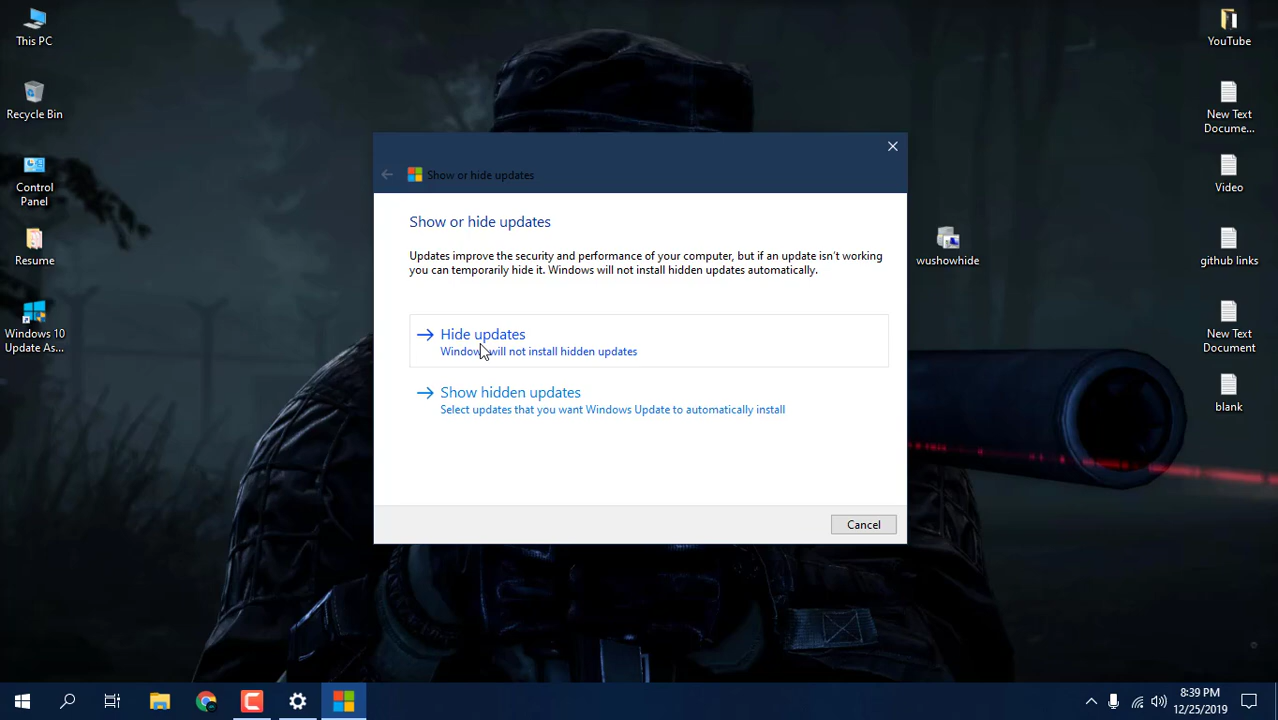 This PC
Recycle Bin
Control
Panel
Resume
Windows 10
Update As...
Show or hide updates
Show or hide updates
Updates improve the security and performance of your computer, but if an update isn't working
you can temporarily hide it. Windows will not install hidden updates automatically.
Hide updates
Windows will not install hidden updates
Show hidden updates
Select updates that you want Windows Update to automatically install
Cancel
wushowhide
YouTube
New Text
Docume...
Video
github links
New Text
Document
blank
8:39 PM
12/25/2019